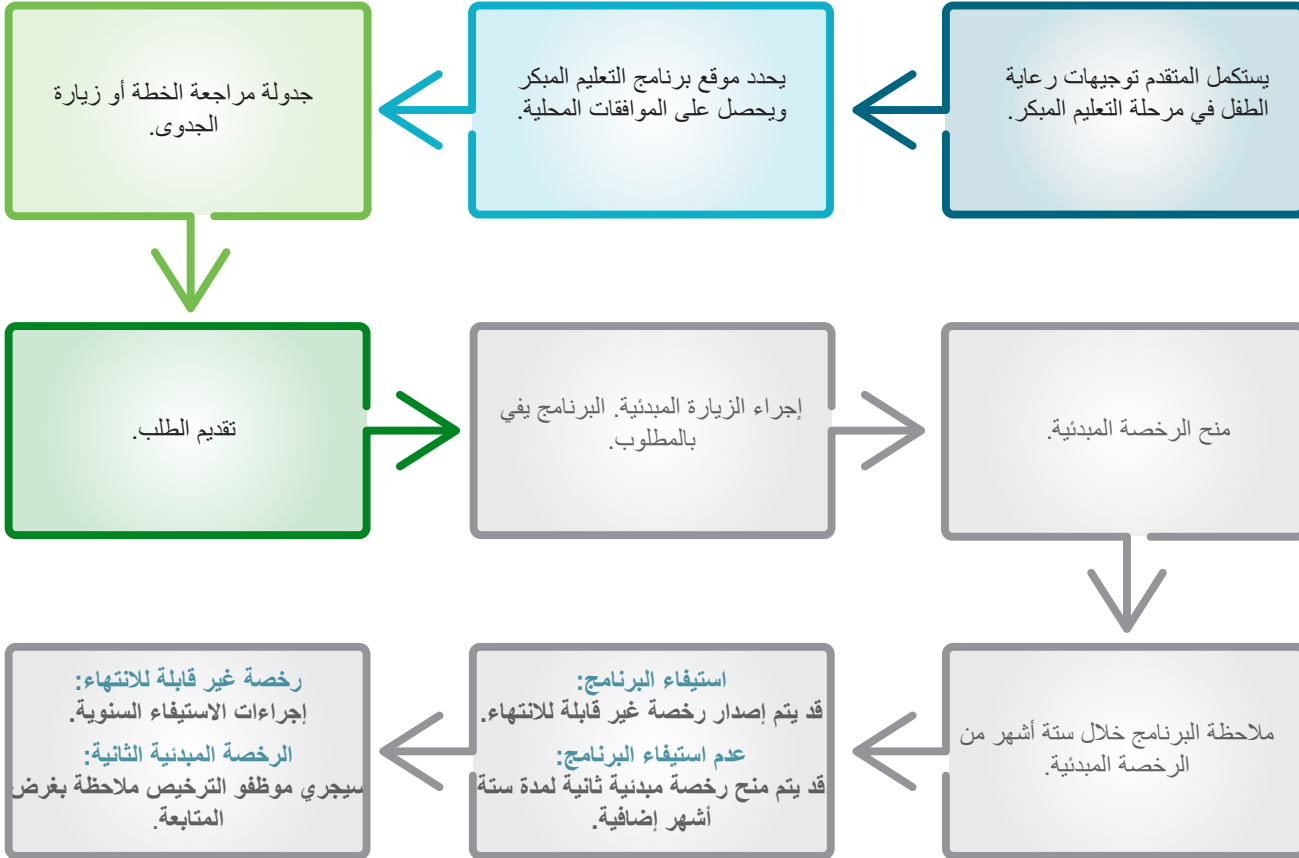 يستكمل المتقدم توجيهات رعاية
الطفل في مرحلة التعليم المبكر.
يحدد موقع برنامج التعليم المبكر
ويحصل على الموافقات المحلية.
جدولة مراجعة الخطة أو زيارة
الجدوى.
تقديم الطلب.
إجراء الزيارة المبدئية. البرنامج يفي
بالمطلوب.
منح الرخصة المبدئية.
ملاحظة البرنامج خلال ستة أشهر من
الرخصة المبدئية.
استيفاء البرنامج:
قد يتم إصدار رخصة غير قابلة للانتهاء.
عدم استيفاء البرنامج:
قد يتم منح رخصة مبدئية ثانية لمدة ستة
أشهر إضافية.
رخصة غير قابلة للانتهاء:
إجراءات الاستيفاء السنوية.
الرخصة المبدئية الثانية:
سيجري موظفو الترخيص ملاحظة بغرض
المتابعة.